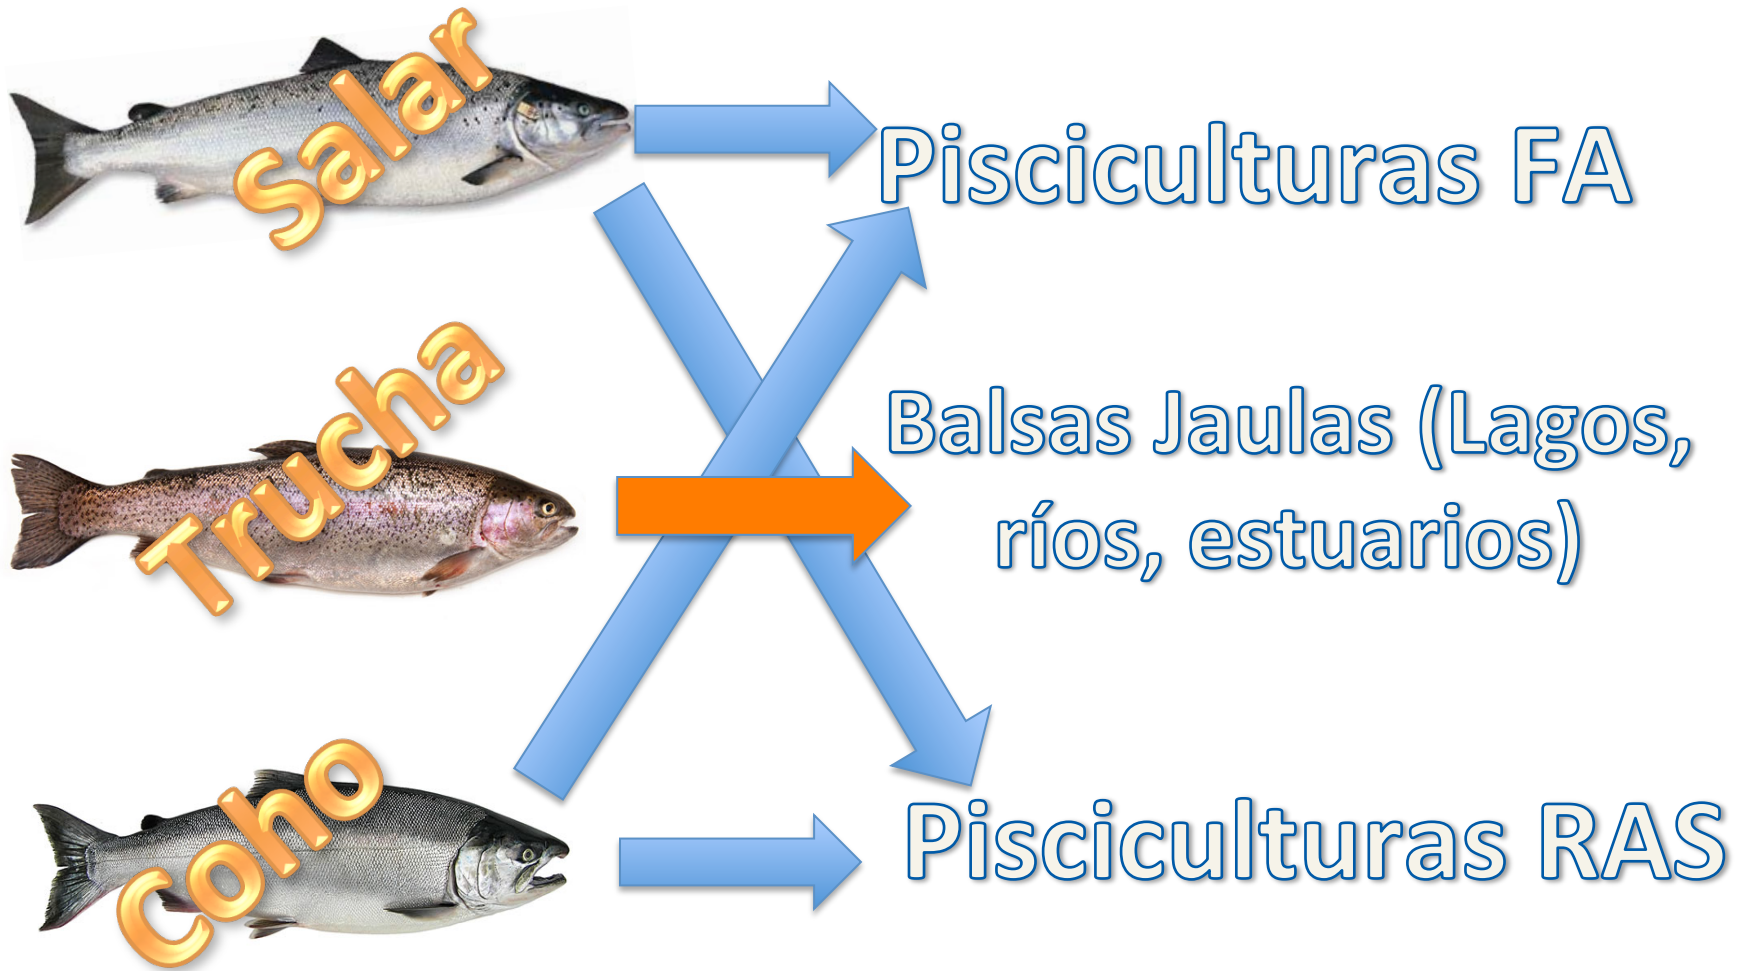 Salar
Pisciculturas FA
Trucha
Balsas Jaulas (Lagos,
ríos, estuarios)
Coho
Pisciculturas RAS